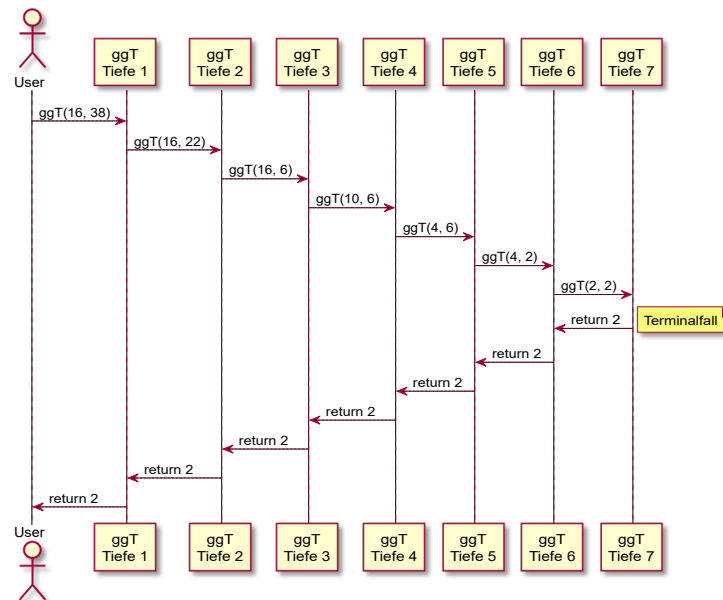 User
ggT
Tiefe 1
ggT
Tiefe 2
ggT
Tiefe 3
ggT
Tiefe 4
ggT
Tiefe 5
ggT
Tiefe 6
ggT
Tiefe 7
ggT(16, 38)
ggT(16, 22)
ggT(16, 6)
ggT(10, 6)
ggT(4, 6)
ggT(4, 2)
ggT(2, 2)
return 2
Terminalfall
return 2
return 2
return 2
return 2
return 2
return 2
User
ggT
Tiefe 1
ggT
Tiefe 2
ggT
Tiefe 3
ggT
Tiefe 4
ggT
Tiefe 5
ggT
Tiefe 6
ggT
Tiefe 7